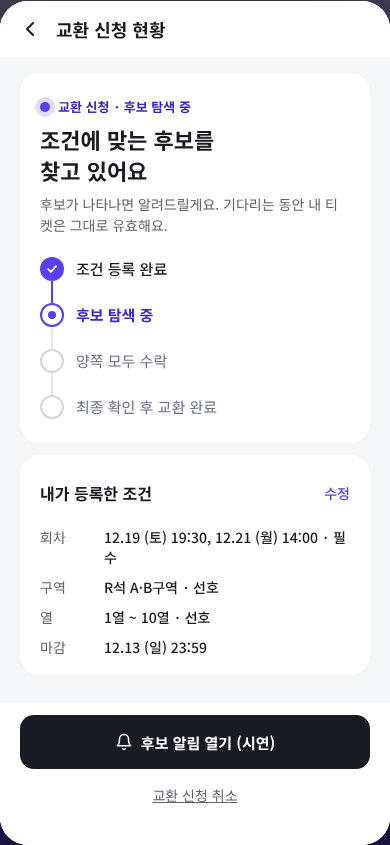 교환 신청 현황
교환 신청 · 후보 탐색 중
조건에 맞는 후보를
찾고 있어요
후보가 나타나면 알려드릴게요. 기다리는 동안 내 티
켓은 그대로 유효해요.
조건 등록 완료
후보 탐색 중
양쪽 모두 수락
최종 확인 후 교환 완료
내가 등록한 조건 수정
회차 12.19 (토) 19:30, 12.21 (월) 14:00 · 필
수
구역 R석 A·B구역 · 선호
열 1열 ~ 10열 · 선호
마감 12.13 (일) 23:59
후보 알림 열기 (시연)
교환 신청 취소